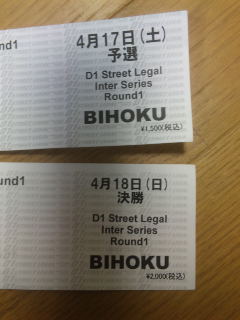 und1
4月17日(土)
予選
D1 Street Legal
Inter Series
Round1
BIHOKU
¥1,500(税込)
und1
4月18日(日)
決勝
D1 Street Legal
Inter Series
Round1
BIHOKU
¥2,000(税込)